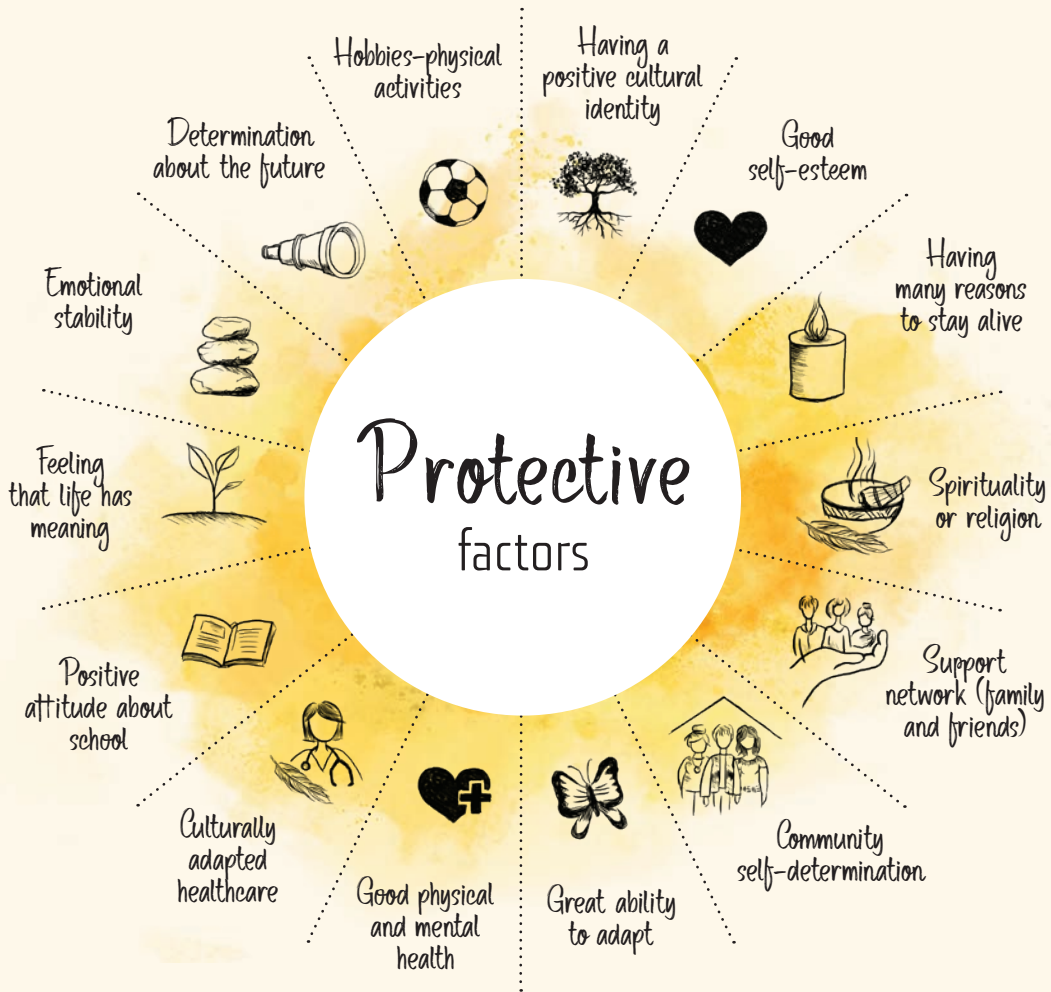 Protective
factors
Having a
positive cultural
identity
Good
self-esteem
Having
many reasons
to stay alive
Spirituality
or religion
Support
network (family
and friends)
Community
self-determination
Great ability
to adapt
Good physical
and mental
health
Culturally
adapted
healthcare
Positive
attitude about
school
Feeling
that life has
meaning
Emotional
stability
Determination
about the future
Hobbies-physical
activities